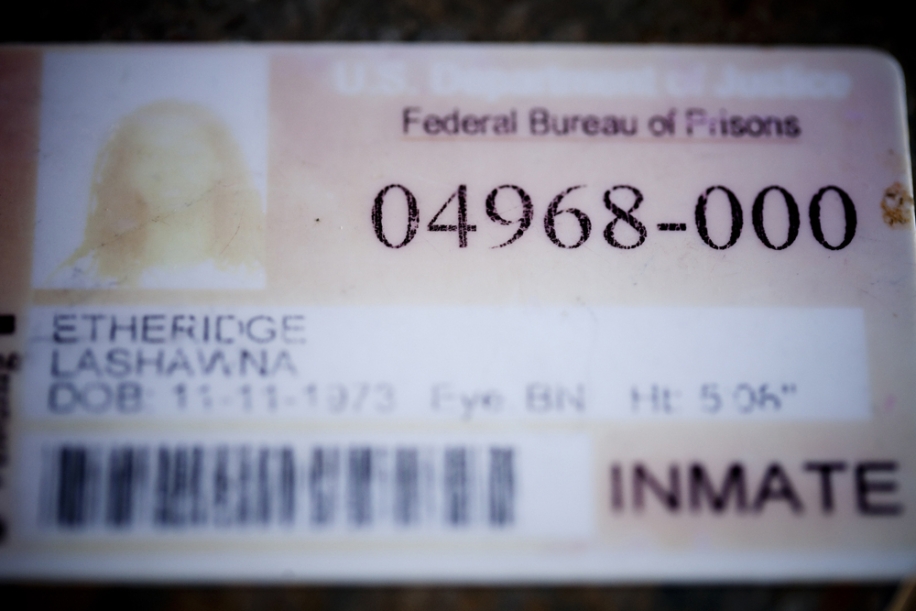 U.S. Department of Justice
Federal Bureau of Prisons
04968-000
ETHERIDGE
LASHAWNA
DOB: 11-11-1973 Eye BN Ht: 5 06"
INMATE